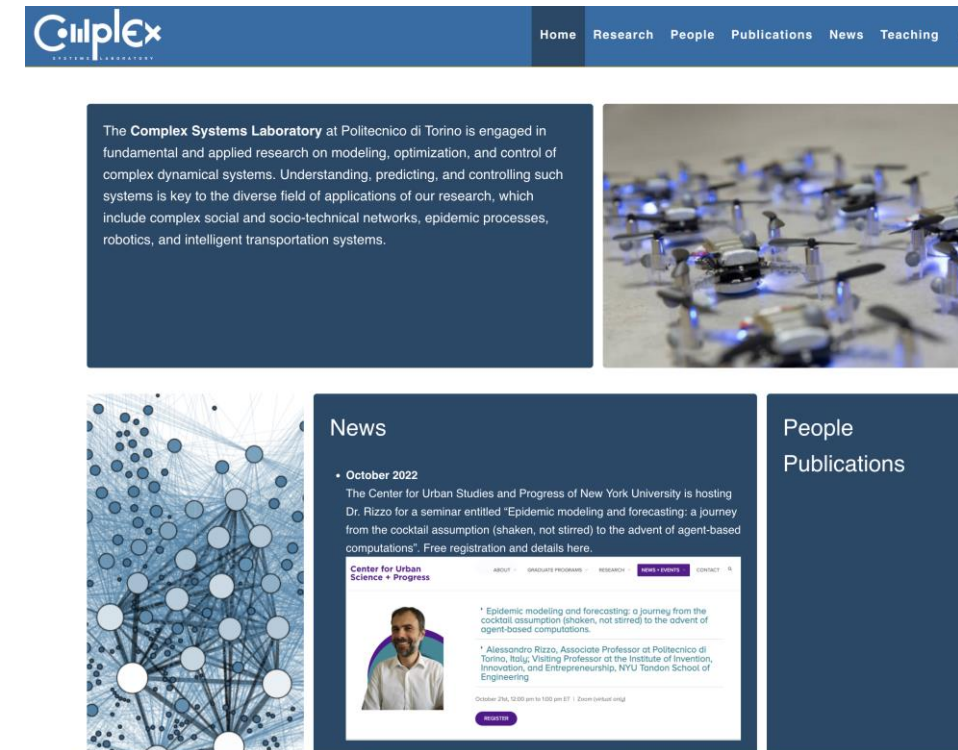 Complex
SYSTEMS LABORATORY
Home Research People Publications News Teaching
The Complex Systems Laboratory at Politecnico di Torino is engaged in
fundamental and applied research on modeling, optimization, and control of
complex dynamical systems. Understanding, predicting, and controlling such
systems is key to the diverse field of applications of our research, which
include complex social and socio-technical networks, epidemic processes,
robotics, and intelligent transportation systems.
News
• October 2022
The Center for Urban Studies and Progress of New York University is hosting
Dr. Rizzo for a seminar entitled “Epidemic modeling and forecasting: a journey
from the cocktail assumption (shaken, not stirred) to the advent of agent-based
computations”. Free registration and details here.
Center for Urban
Science + Progress
ABOUT GRADUATE PROGRAMS RESEARCH NEWS + EVENTS CONTACT
' Epidemic modeling and forecasting: a journey from the
cocktail assumption (shaken, not stirred) to the advent of
agent-based computations.
' Alessandro Rizzo, Associate Professor at Politecnico di
Torino, Italy; Visiting Professor at the Institute of Invention,
Innovation, and Entrepreneurship, NYU Tandon School of
Engineering
October 21st, 12:00 pm to 1:00 pm ET | Zoom (virtual only)
REGISTER
People
Publications